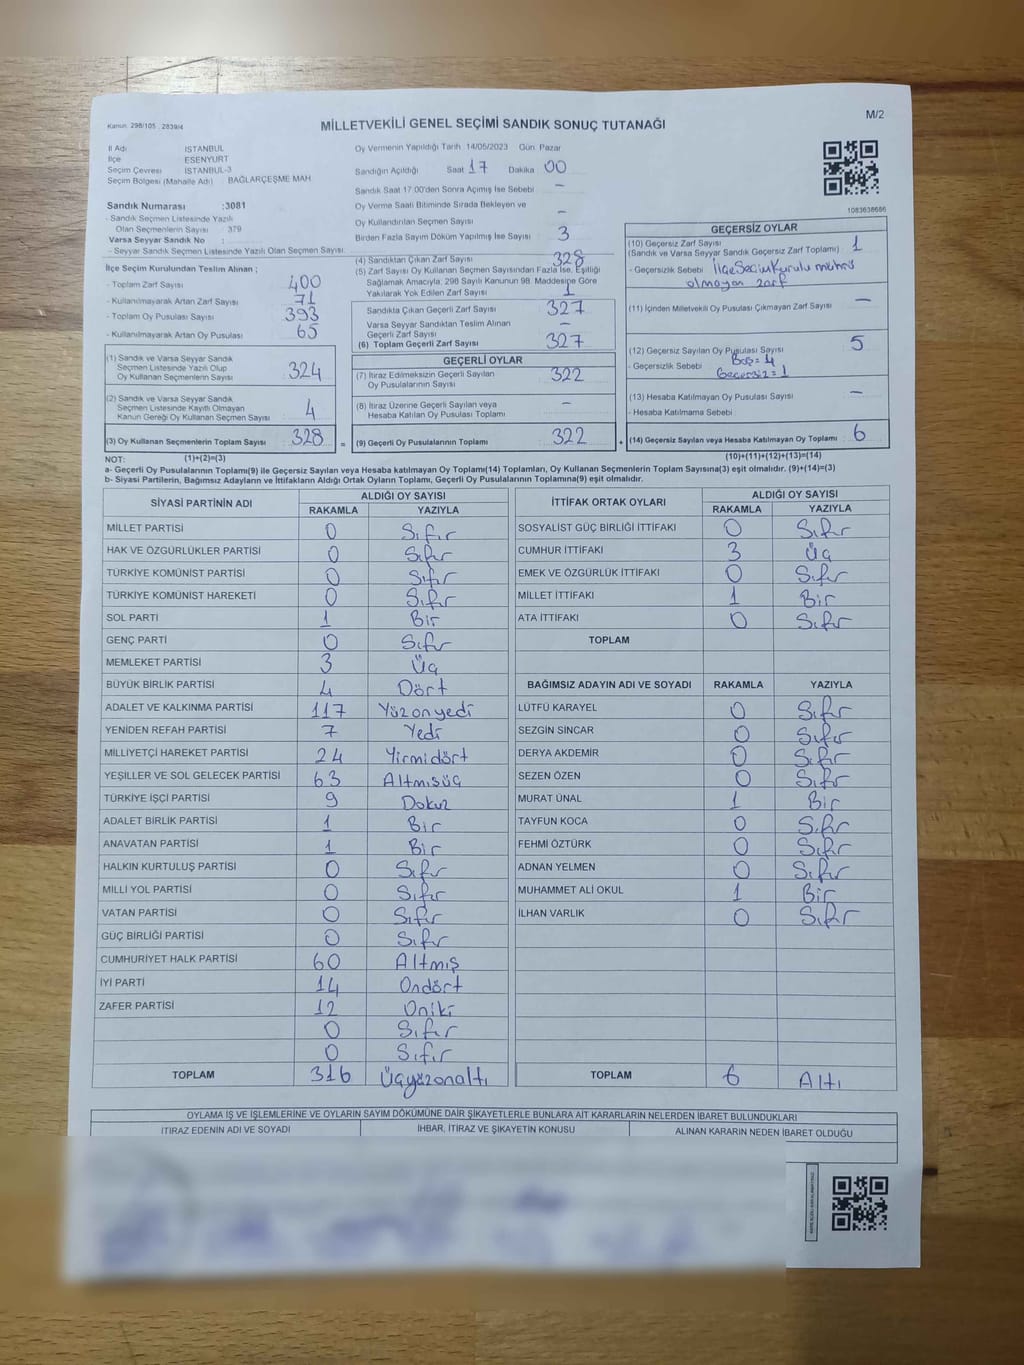 Kanun: 298/105 , 2839/4
MİLLETVEKİLİ GENEL SEÇİMİ SANDIK SONUÇ TUTANAĞI
M/2
İl Adı : İSTANBUL
İlçe : ESENYURT
Seçim Çevresi : İSTANBUL-3
Seçim Bölgesi (Mahalle Adı) : BAĞLARÇEŞME MAH.
Sandık Numarası :3081
- Sandık Seçmen Listesinde Yazılı
Olan Seçmenlerin Sayısı : 379
Varsa Seyyar Sandık No :
- Seyyar Sandık Seçmen Listesinde Yazılı Olan Seçmen Sayısı:
İlçe Seçim Kurulundan Teslim Alınan ;
- Toplam Zarf Sayısı : 400
- Kullanılmayarak Artan Zarf Sayısı : 71
- Toplam Oy Pusulası Sayısı : 393
- Kullanılmayarak Artan Oy Pusulası : 65
(1) Sandık ve Varsa Seyyar Sandık
Seçmen Listesinde Yazılı Olup
Oy Kullanan Seçmenlerin Sayısı 324
(2) Sandık ve Varsa Seyyar Sandık
Seçmen Listesinde Kayıtlı Olmayan
Kanun Gereği Oy Kullanan Seçmen Sayısı 4
(3) Oy Kullanan Seçmenlerin Toplam Sayısı 328 =
Oy Vermenin Yapıldığı Tarih 14/05/2023 Gün Pazar
Sandığın Açıldığı Saat 17 Dakika 00
Sandık Saat 17:00'den Sonra Açımış İse Sebebi –
Oy Verme Saati Bitiminde Sırada Bekleyen ve
Oy Kullandırılan Seçmen Sayısı –
Birden Fazla Sayım Döküm Yapılmış İse Sayısı 3
(4) Sandıktan Çıkan Zarf Sayısı 328
(5) Zarf Sayısı Oy Kullanan Seçmen Sayısından Fazla İse, Eşitliği
Sağlamak Amacıyla, 298 Sayılı Kanunun 98. Maddesine Göre
Yakılarak Yok Edilen Zarf Sayısı 1
Sandıkta Çıkan Geçerli Zarf Sayısı 327
Varsa Seyyar Sandıktan Teslim Alınan
Geçerli Zarf Sayısı –
(6) Toplam Geçerli Zarf Sayısı 327
GEÇERLİ OYLAR
(7) İtiraz Edilmeksizin Geçerli Sayılan
Oy Pusulalarının Sayısı 322
(8) İtiraz Üzerine Geçerli Sayılan veya
Hesaba Katılan Oy Pusulası Toplamı –
(9) Geçerli Oy Pusulalarının Toplamı 322 +
1083638666
GEÇERSİZ OYLAR
(10) Geçersiz Zarf Sayısı 1
(Sandık ve Varsa Seyyar Sandık Geçersiz Zarf Toplamı)
- Geçersizlik Sebebi : İlçe Seçim Kurulu mührü
olmayan zarf
(11) İçinden Milletvekili Oy Pusulası Çıkmayan Zarf Sayısı –
(12) Geçersiz Sayılan Oy Pusulası Sayısı 5
- Geçersizlik Sebebi : Boş = 4
Geçersiz = 1
(13) Hesaba Katılmayan Oy Pusulası Sayısı –
- Hesaba Katılmama Sebebi :
(14) Geçersiz Sayılan veya Hesaba Katılmayan Oy Toplamı 6
NOT: (1)+(2)=(3) (10)+(11)+(12)+(13)=(14)
a- Geçerli Oy Pusulalarının Toplamı(9) ile Geçersiz Sayılan veya Hesaba katılmayan Oy Toplamı(14) Toplamları, Oy Kullanan Seçmenlerin Toplam Sayısına(3) eşit olmalıdır. (9)+(14)=(3)
b- Siyasi Partilerin, Bağımsız Adayların ve İttifakların Aldığı Ortak Oyların Toplamı, Geçerli Oy Pusulalarının Toplamına(9) eşit olmalıdır.
SİYASİ PARTİNİN ADI ALDIĞI OY SAYISI
RAKAMLA YAZIYLA
MİLLET PARTİSİ 0 Sıfır
HAK VE ÖZGÜRLÜKLER PARTİSİ 0 Sıfır
TÜRKİYE KOMÜNİST PARTİSİ 0 Sıfır
TÜRKİYE KOMÜNİST HAREKETİ 0 Sıfır
SOL PARTİ 1 Bir
GENÇ PARTİ 0 Sıfır
MEMLEKET PARTİSİ 3 Üç
BÜYÜK BİRLİK PARTİSİ 4 Dört
ADALET VE KALKINMA PARTİSİ 117 Yüzonyedi
YENİDEN REFAH PARTİSİ 7 Yedi
MİLLİYETÇİ HAREKET PARTİSİ 24 Yirmidört
YEŞİLLER VE SOL GELECEK PARTİSİ 63 Altmışüç
TÜRKİYE İŞÇİ PARTİSİ 9 Dokuz
ADALET BİRLİK PARTİSİ 1 Bir
ANAVATAN PARTİSİ 1 Bir
HALKIN KURTULUŞ PARTİSİ 0 Sıfır
MİLLİ YOL PARTİSİ 0 Sıfır
VATAN PARTİSİ 0 Sıfır
GÜÇ BİRLİĞİ PARTİSİ 0 Sıfır
CUMHURİYET HALK PARTİSİ 60 Altmış
İYİ PARTİ 14 Ondört
ZAFER PARTİSİ 12 Oniki
0 Sıfır
0 Sıfır
TOPLAM 316 Üçyüzonaltı
İTTİFAK ORTAK OYLARI ALDIĞI OY SAYISI
RAKAMLA YAZIYLA
SOSYALİST GÜÇ BİRLİĞİ İTTİFAKI 0 Sıfır
CUMHUR İTTİFAKI 3 Üç
EMEK VE ÖZGÜRLÜK İTTİFAKI 0 Sıfır
MİLLET İTTİFAKI 1 Bir
ATA İTTİFAKI 0 Sıfır
TOPLAM
BAĞIMSIZ ADAYIN ADI VE SOYADI RAKAMLA YAZIYLA
LÜTFÜ KARAYEL 0 Sıfır
SEZGİN SİNCAR 0 Sıfır
DERYA AKDEMİR 0 Sıfır
SEZEN ÖZEN 0 Sıfır
MURAT ÜNAL 1 Bir
TAYFUN KOCA 0 Sıfır
FEHMİ ÖZTÜRK 0 Sıfır
ADNAN YELMEN 0 Sıfır
MUHAMMET ALİ OKUL 1 Bir
İLHAN VARLIK 0 Sıfır
TOPLAM 6 Altı
OYLAMA İŞ VE İŞLEMLERİNE VE OYLARIN SAYIM DÖKÜMÜNE DAİR ŞİKAYETLERLE BUNLARA AİT KARARLARIN NELERDEN İBARET BULUNDUKLARI
İTİRAZ EDENİN ADI VE SOYADI İHBAR, İTİRAZ VE ŞİKAYETİN KONUSU ALINAN KARARIN NEDEN İBARET OLDUĞU